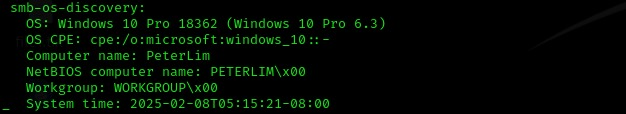 smb-os-discovery:
OS: Windows 10 Pro 18362 (Windows 10 Pro 6.3)
OS CPE: cpe:/o:microsoft:windows_10::-
Computer name: PeterLim
NetBIOS computer name: PETERLIM\x00
Workgroup: WORKGROUP\x00
_ System time: 2025-02-08T05:15:21-08:00